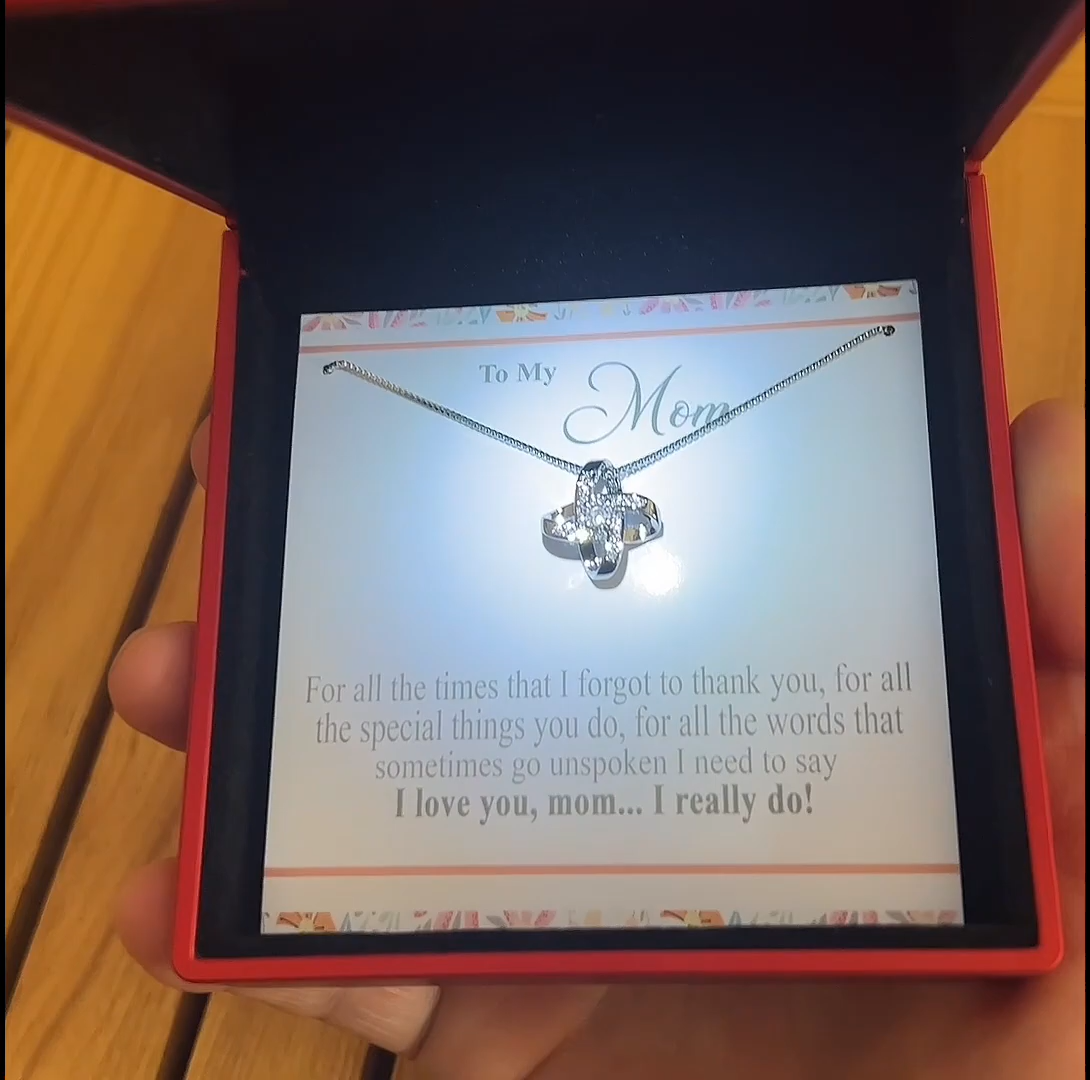 To My
Mom
For all the times that I forgot to thank you, for all
the special things you do, for all the words that
sometimes go unspoken I need to say
I love you, mom... I really do!